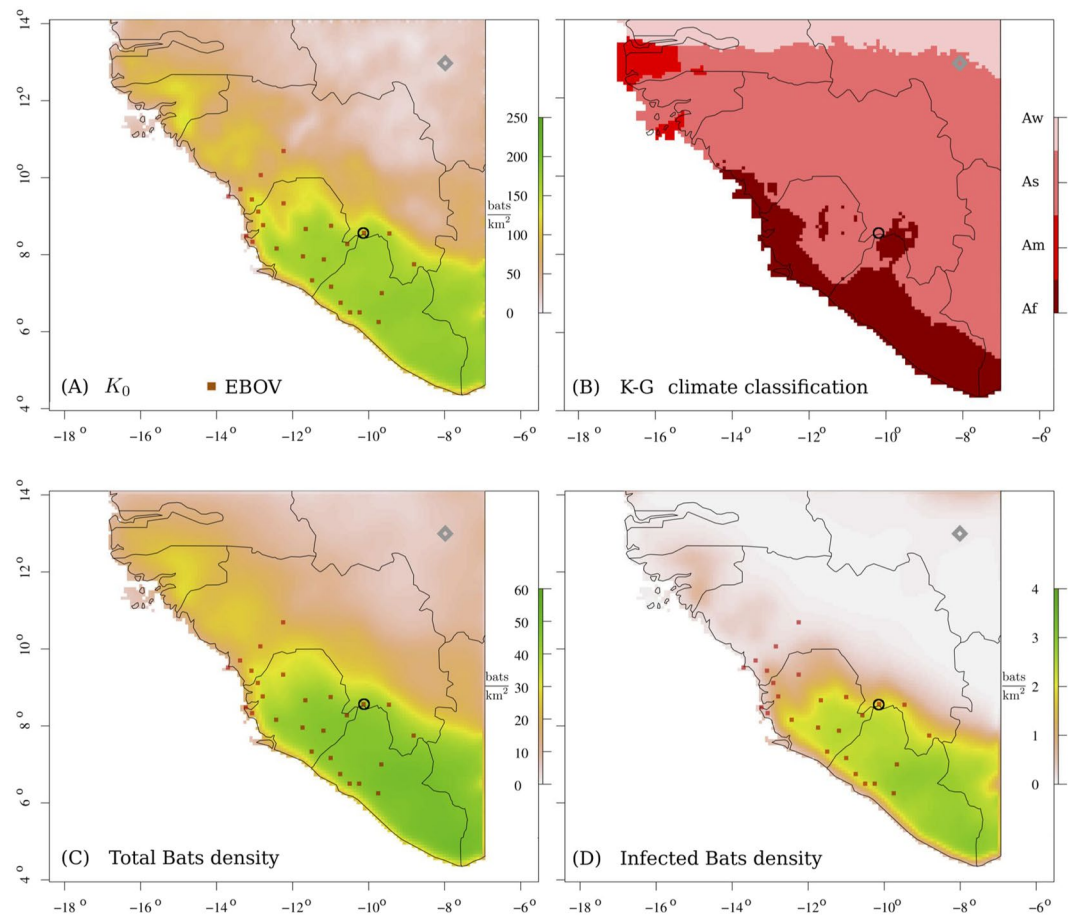 14 °
12 °
10 °
8 °
6 °
4 °
250
200
150
100
50
0
bats
km²
(A) K₀
EBOV
−18 ° −16 ° −14 ° −12 ° −10 ° −8 ° −6 °
Aw
As
Am
Af
(B) K-G climate classification
−18 ° −16 ° −14 ° −12 ° −10 ° −8 ° −6 °
14 °
12 °
10 °
8 °
6 °
4 °
60
50
40
30
20
10
0
bats
km²
(C) Total Bats density
−18 ° −16 ° −14 ° −12 ° −10 ° −8 ° −6 °
4
3
2
1
0
bats
km²
(D) Infected Bats density
−18 ° −16 ° −14 ° −12 ° −10 ° −8 ° −6 °